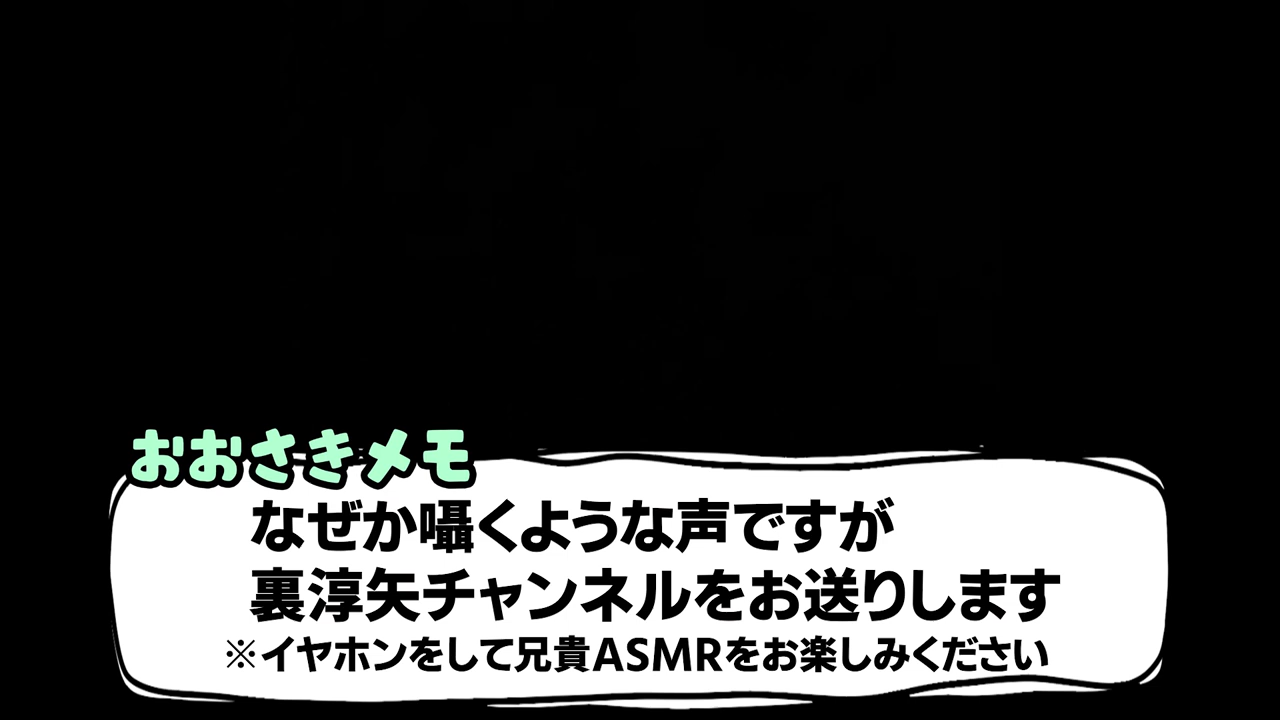 おおさきメモ
なぜか囁くような声ですが
裏淳矢チャンネルをお送りします
※イヤホンをして兄貴ASMRをお楽しみください